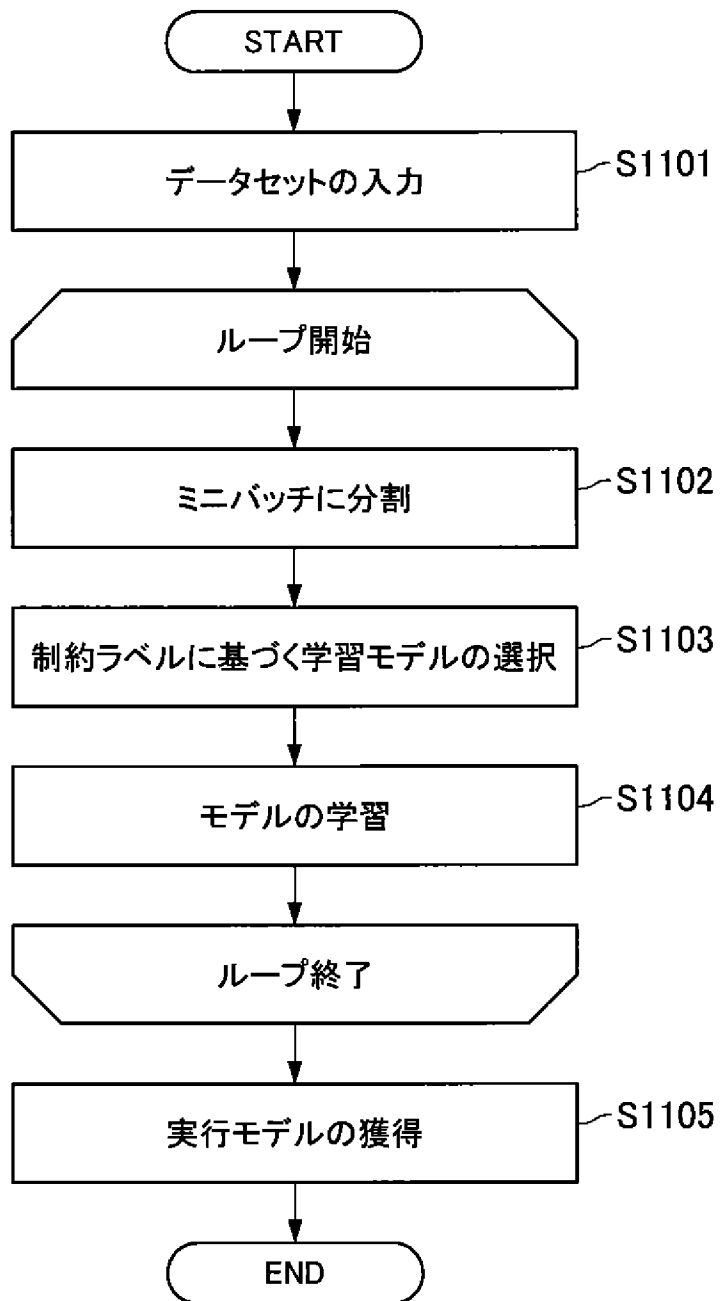 START
データセットの入力
S1101
ループ開始
ミニバッチに分割
S1102
制約ラベルに基づく学習モデルの選択
S1103
モデルの学習
S1104
ループ終了
実行モデルの獲得
S1105
END